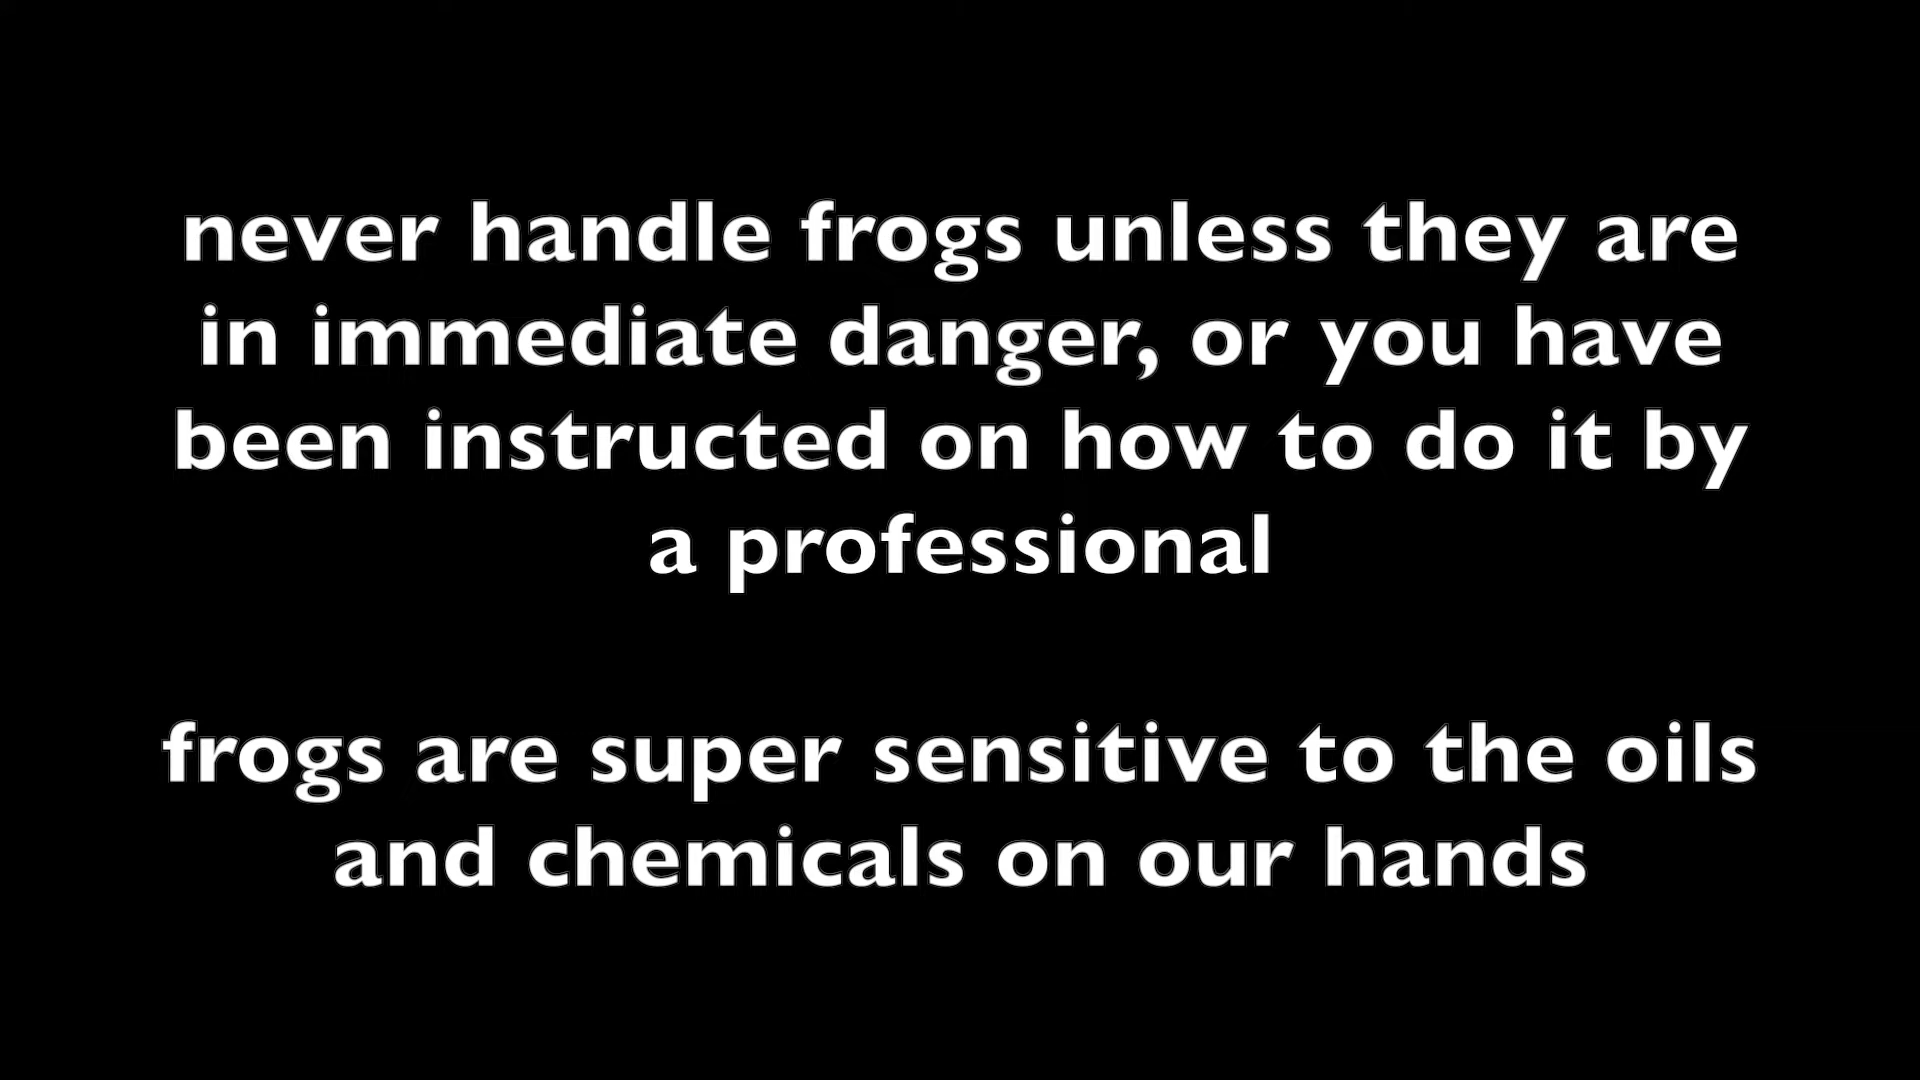 never handle frogs unless they are
in immediate danger, or you have
been instructed on how to do it by
a professional
frogs are super sensitive to the oils
and chemicals on our hands